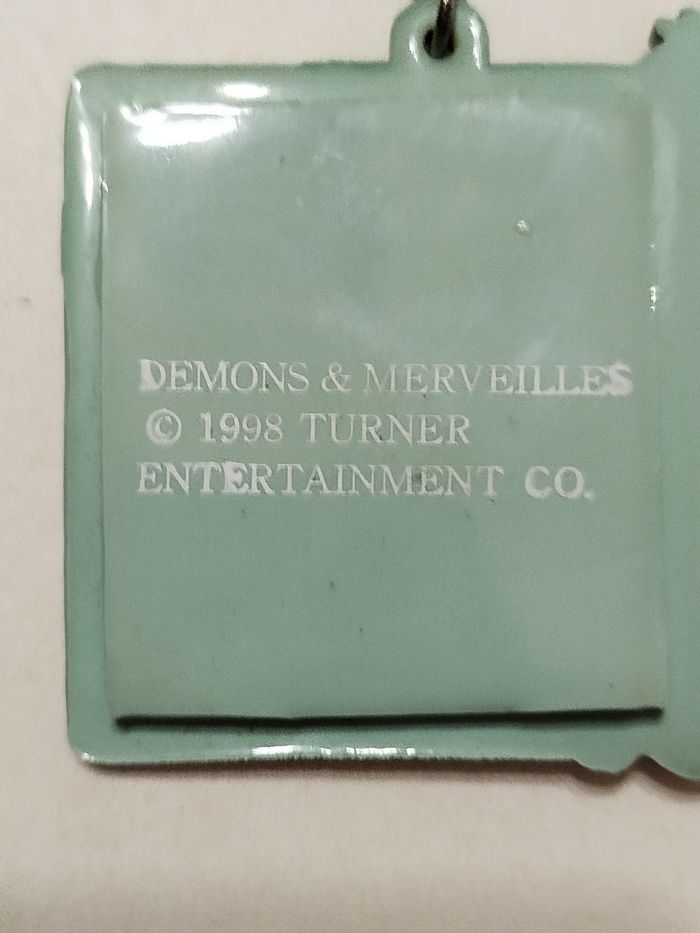 DEMONS & MERVEILLES
© 1998 TURNER
ENTERTAINMENT CO.